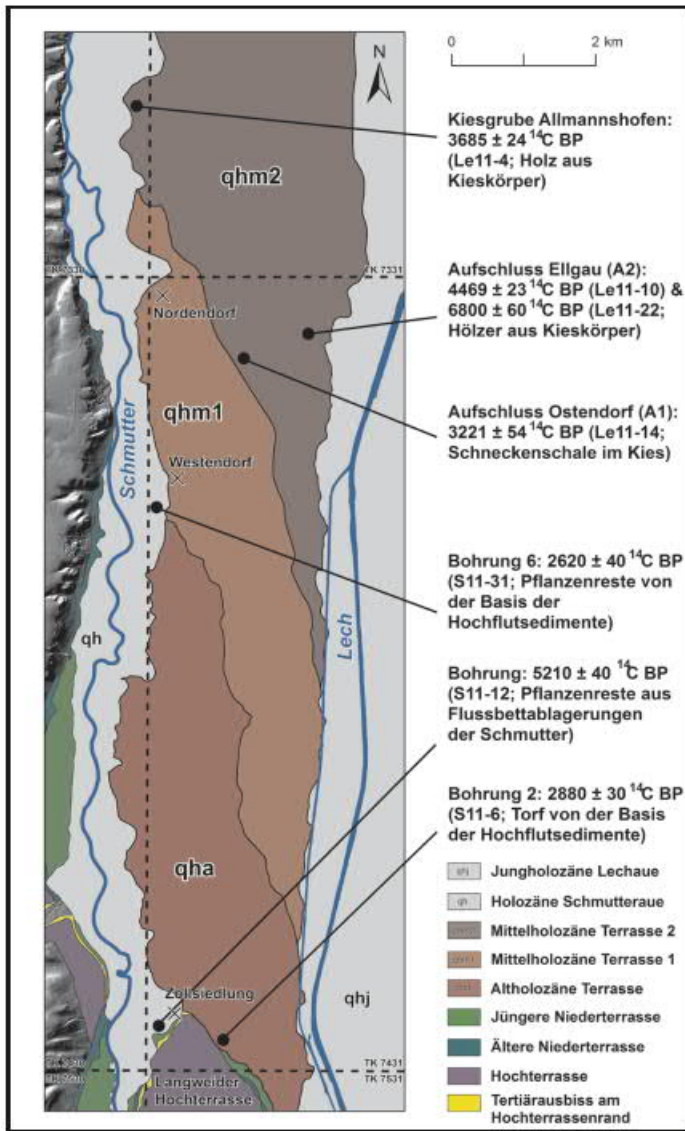 N
0 2 km
Kiesgrube Allmannshofen:
3685 ± 24 ¹⁴C BP
(Le11-4; Holz aus
Kieskörper)
qhm2
TK 7330 TK 7331
Nordendorf
Aufschluss Ellgau (A2):
4469 ± 23 ¹⁴C BP (Le11-10) &
6800 ± 60 ¹⁴C BP (Le11-22;
Hölzer aus Kieskörper)
qhm1
Schmutter
Westendorf
Aufschluss Ostendorf (A1):
3221 ± 54 ¹⁴C BP (Le11-14;
Schneckenschale im Kies)
Bohrung 6: 2620 ± 40 ¹⁴C BP
(S11-31; Pflanzenreste von
der Basis der
Hochflutsedimente)
qh
Lech
Bohrung: 5210 ± 40 ¹⁴C BP
(S11-12; Pflanzenreste aus
Flussbettablagerungen
der Schmutter)
qha
Bohrung 2: 2880 ± 30 ¹⁴C BP
(S11-6; Torf von der Basis
der Hochflutsedimente)
Zollsiedlung
qhj
TK 7430 TK 7431
TK 7530 TK 7531
Langweider
Hochterrasse
qhj Jungholozäne Lechaue
qh Holozäne Schmutteraue
qhm2 Mittelholozäne Terrasse 2
qhm1 Mittelholozäne Terrasse 1
qha Altholozäne Terrasse
Jüngere Niederterrasse
Ältere Niederterrasse
Hochterrasse
Tertiärausbiss am
Hochterrassenrand